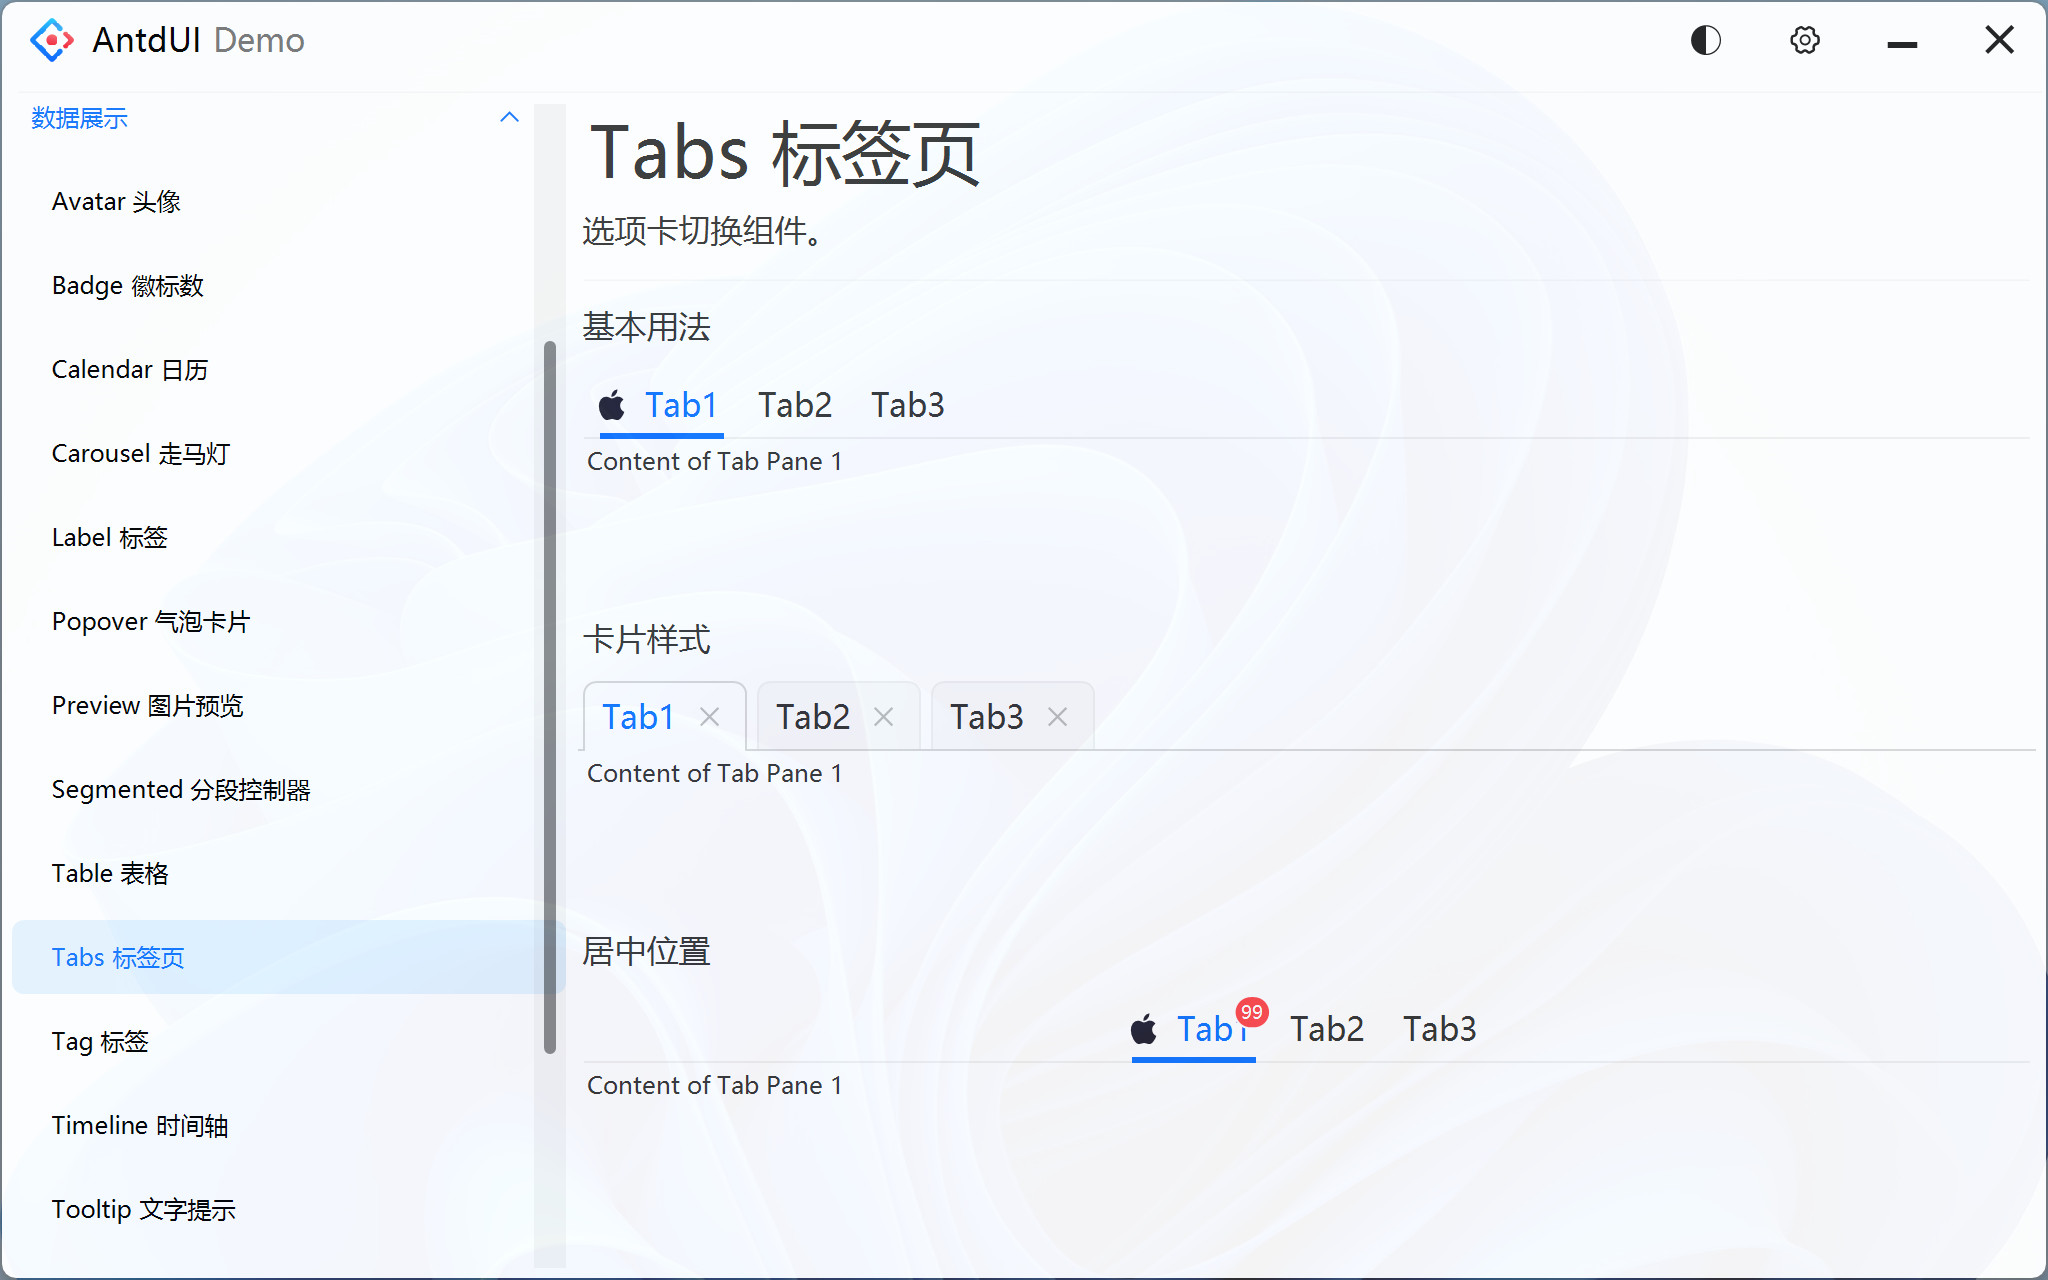 AntdUI Demo
数据展示
Avatar 头像
Badge 徽标数
Calendar 日历
Carousel 走马灯
Label 标签
Popover 气泡卡片
Preview 图片预览
Segmented 分段控制器
Table 表格
Tabs 标签页
Tag 标签
Timeline 时间轴
Tooltip 文字提示
Tabs 标签页
选项卡切换组件。
基本用法
Tab1 Tab2 Tab3
Content of Tab Pane 1
卡片样式
Tab1 Tab2 Tab3
Content of Tab Pane 1
居中位置
Tab1 99 Tab2 Tab3
Content of Tab Pane 1